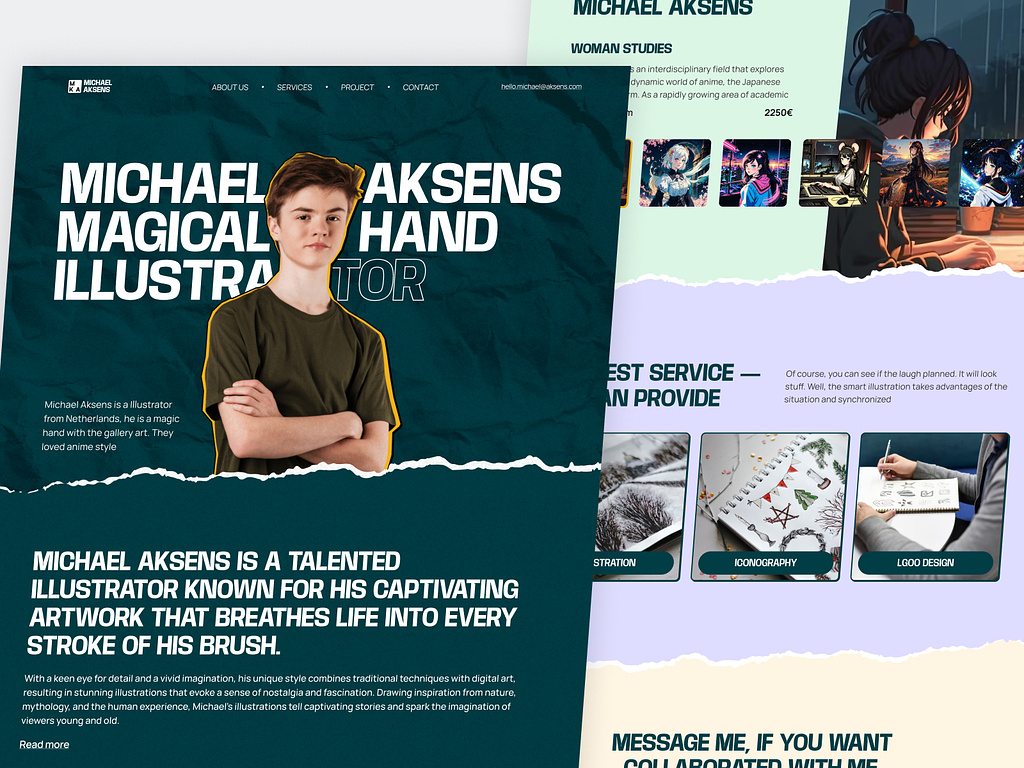 MICHAEL
AKSENS
ABOUT US • SERVICES • PROJECT • CONTACT
hello.michael@aksens.com
MICHAEL AKSENS
MAGICAL HAND
ILLUSTRATOR
Michael Aksens is a Illustrator
from Netherlands, he is a magic
hand with the gallery art. They
loved anime style
MICHAEL AKSENS IS A TALENTED
ILLUSTRATOR KNOWN FOR HIS CAPTIVATING
ARTWORK THAT BREATHES LIFE INTO EVERY
STROKE OF HIS BRUSH.
With a keen eye for detail and a vivid imagination, his unique style combines traditional techniques with digital art,
resulting in stunning illustrations that evoke a sense of nostalgia and fascination. Drawing inspiration from nature,
mythology, and the human experience, Michael's illustrations tell captivating stories and spark the imagination of
viewers young and old.
Read more
MICHAEL AKSENS
WOMAN STUDIES
s an interdisciplinary field that explores
dynamic world of anime, the Japanese
rm. As a rapidly growing area of academic
m
2250€
EST SERVICE —
AN PROVIDE
Of course, you can see if the laugh planned. It will look
stuff. Well, the smart illustration takes advantages of the
situation and synchronized
STRATION
ICONOGRAPHY
LGOO DESIGN
MESSAGE ME, IF YOU WANT
COLLABORATED WITH ME